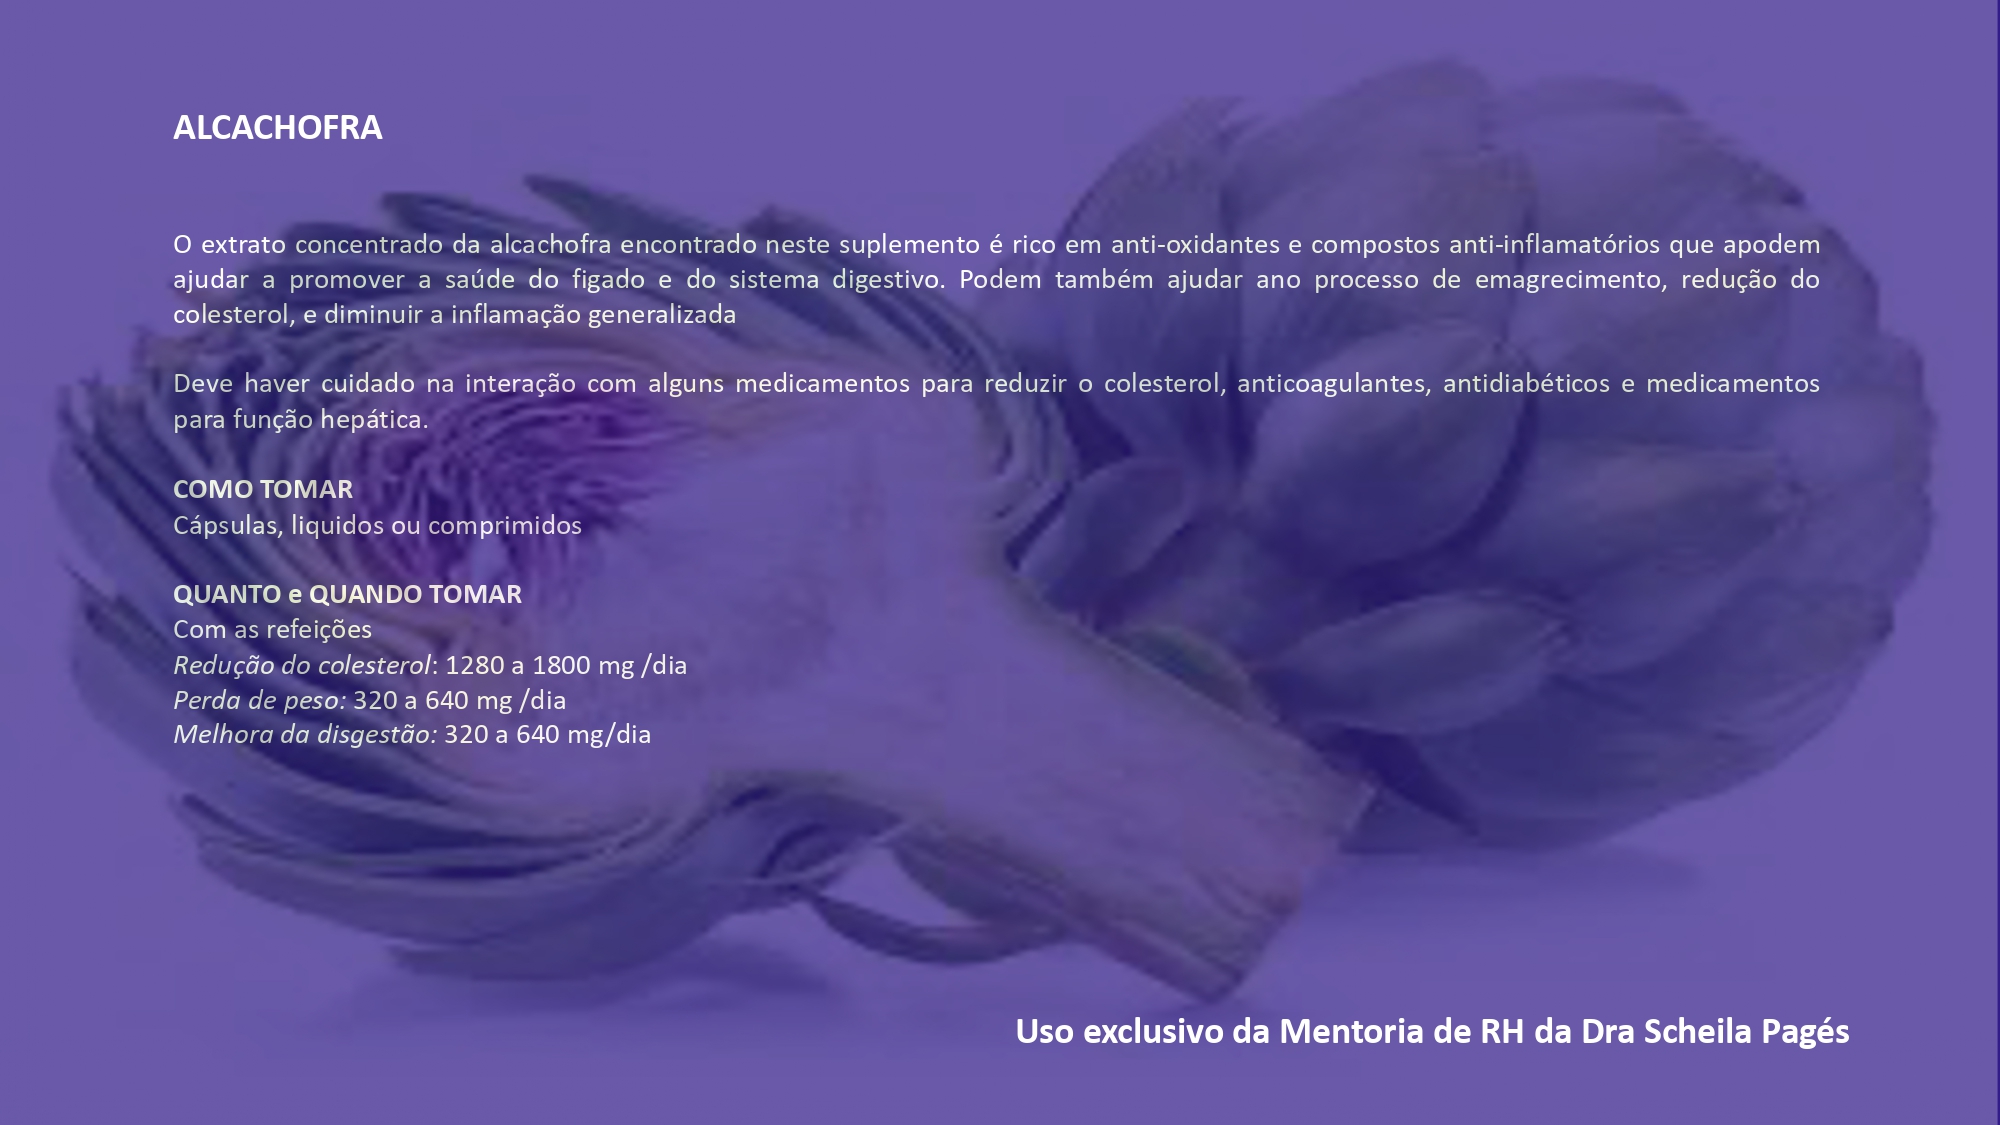 ALCACHOFRA
O extrato concentrado da alcachofra encontrado neste suplemento é rico em anti-oxidantes e compostos anti-inflamatórios que apodem
ajudar a promover a saúde do figado e do sistema digestivo. Podem também ajudar ano processo de emagrecimento, redução do
colesterol, e diminuir a inflamação generalizada
Deve haver cuidado na interação com alguns medicamentos para reduzir o colesterol, anticoagulantes, antidiabéticos e medicamentos
para função hepática.
COMO TOMAR
Cápsulas, liquidos ou comprimidos
QUANTO e QUANDO TOMAR
Com as refeições
Redução do colesterol: 1280 a 1800 mg /dia
Perda de peso: 320 a 640 mg /dia
Melhora da disgestão: 320 a 640 mg/dia
Uso exclusivo da Mentoria de RH da Dra Scheila Pagés